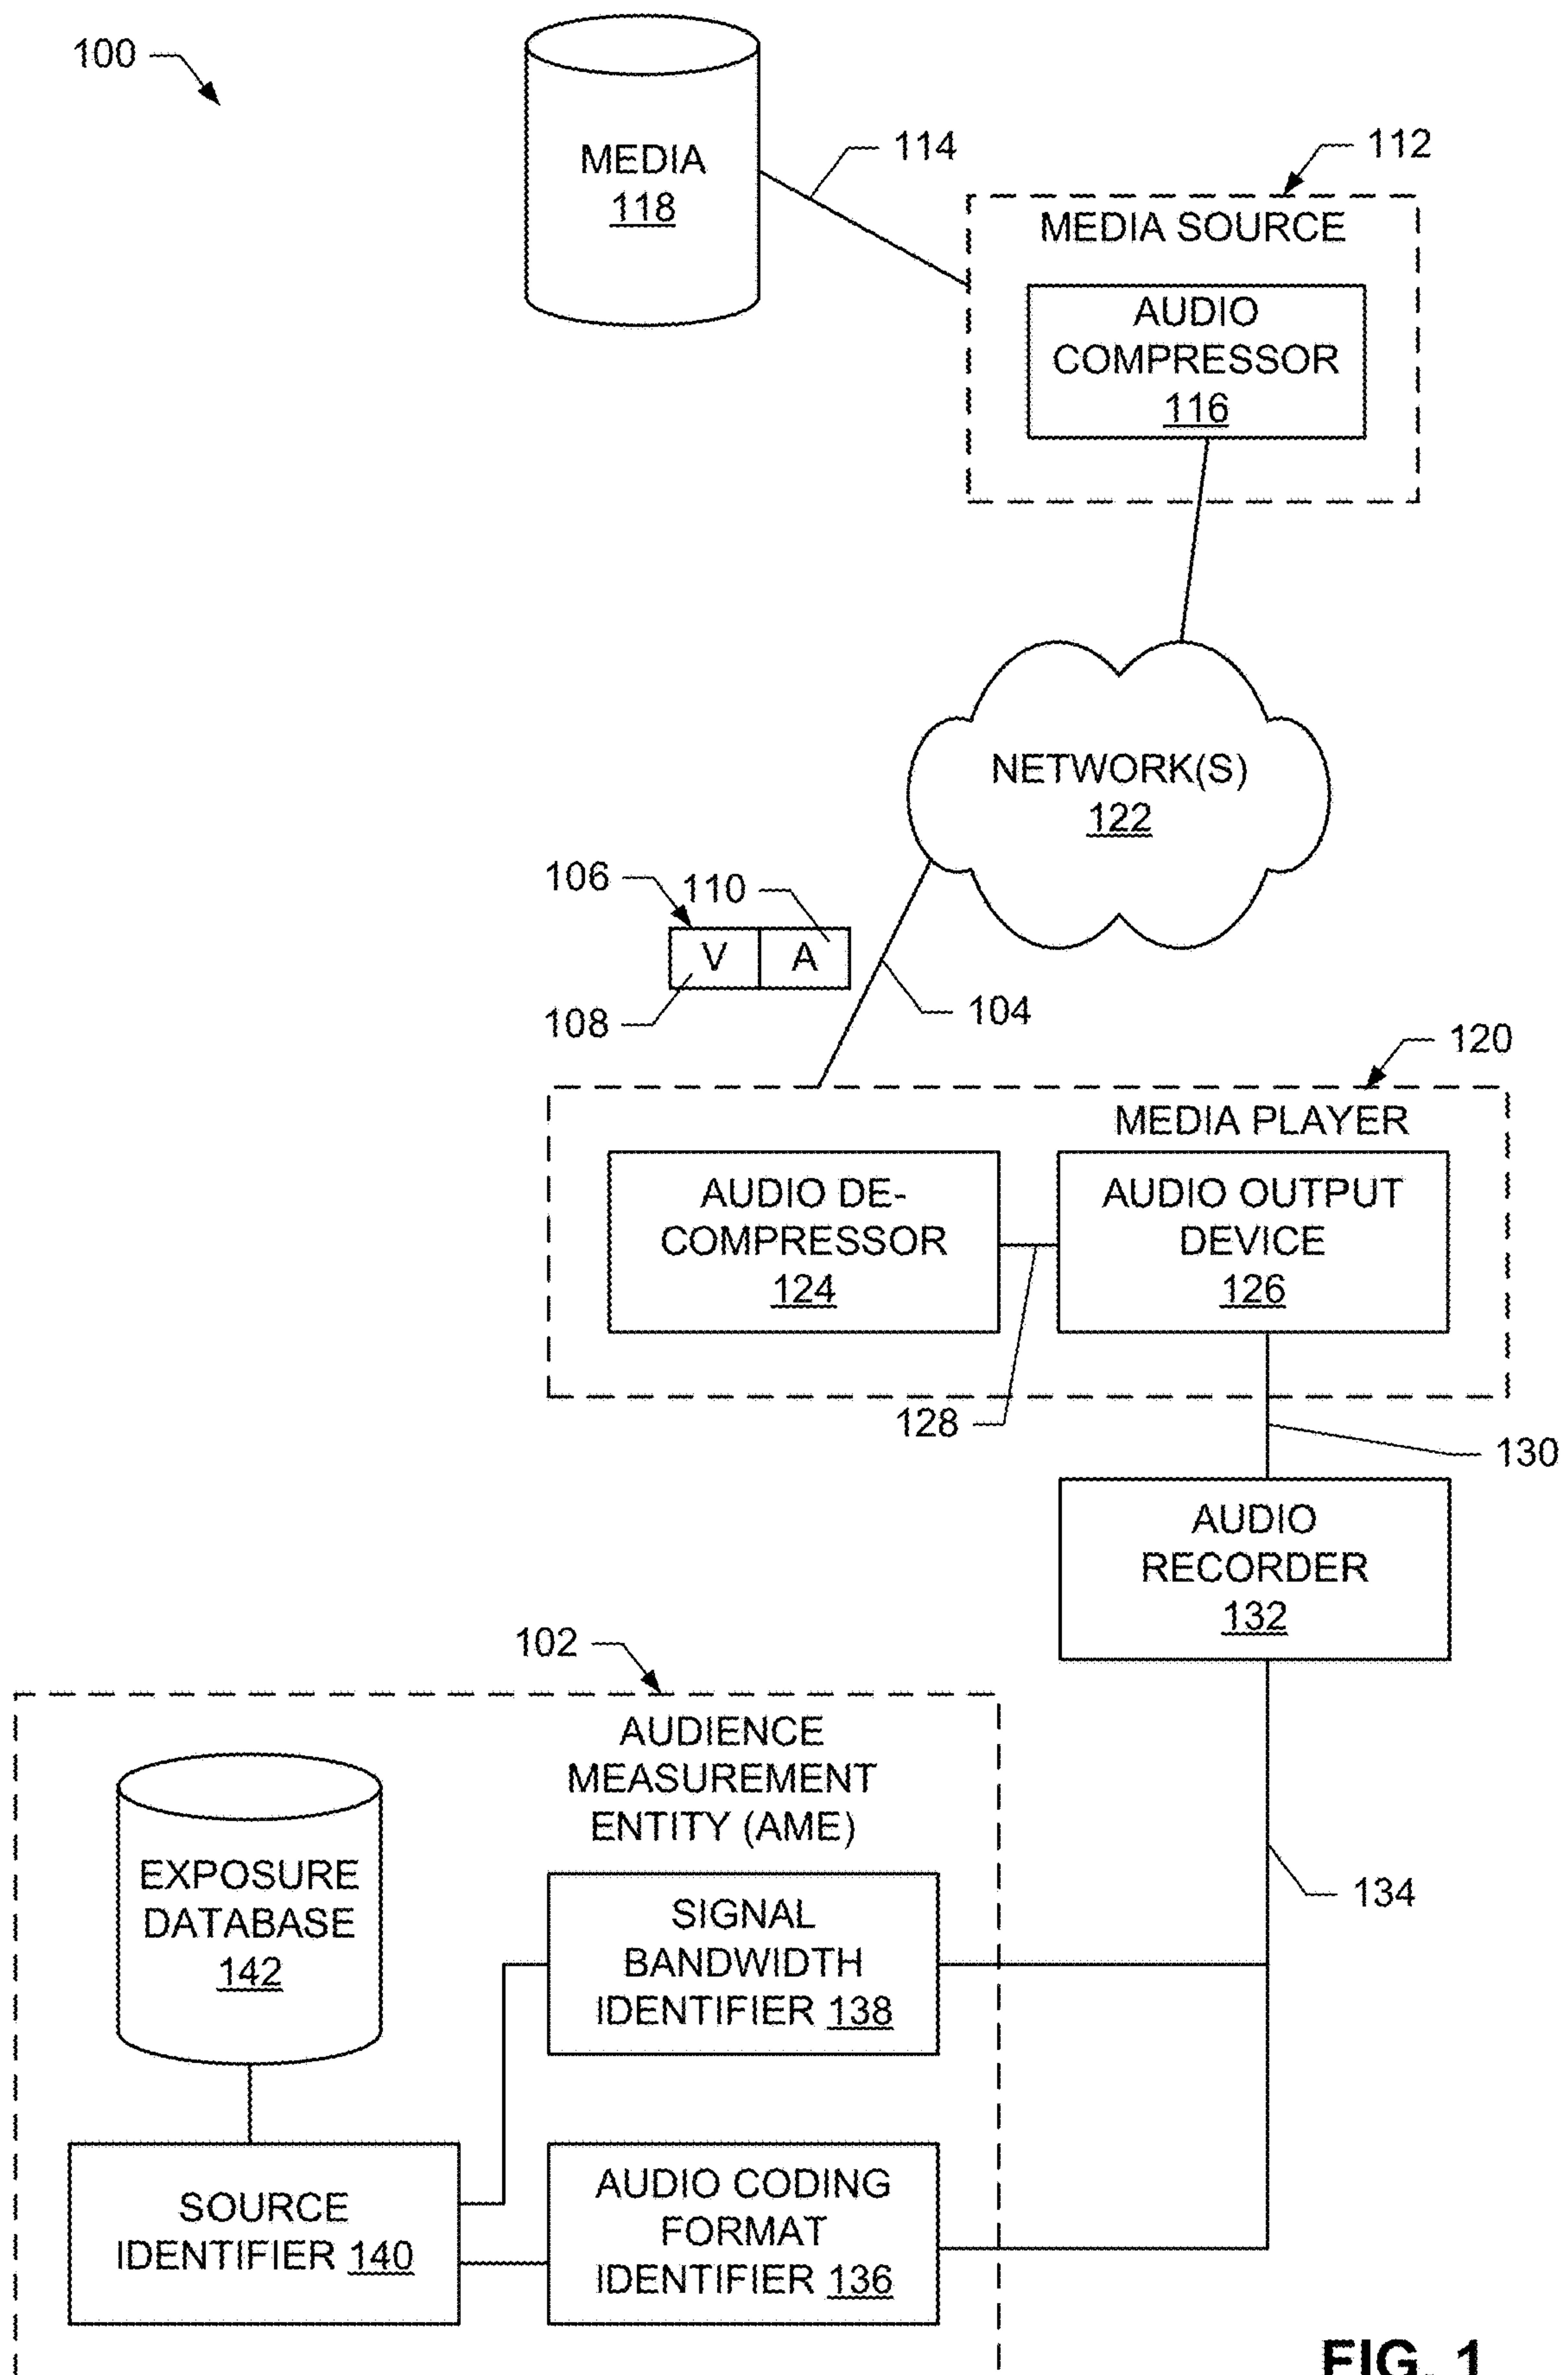 100
MEDIA
118
114
112
MEDIA SOURCE
AUDIO
COMPRESSOR
116
NETWORK(S)
122
106
110
V
A
108
104
120
MEDIA PLAYER
AUDIO DE-
COMPRESSOR
124
AUDIO OUTPUT
DEVICE
126
128
130
AUDIO
RECORDER
132
102
AUDIENCE
MEASUREMENT
ENTITY (AME)
EXPOSURE
DATABASE
142
SIGNAL
BANDWIDTH
IDENTIFIER 138
134
SOURCE
IDENTIFIER 140
AUDIO CODING
FORMAT
IDENTIFIER 136
FIG. 1